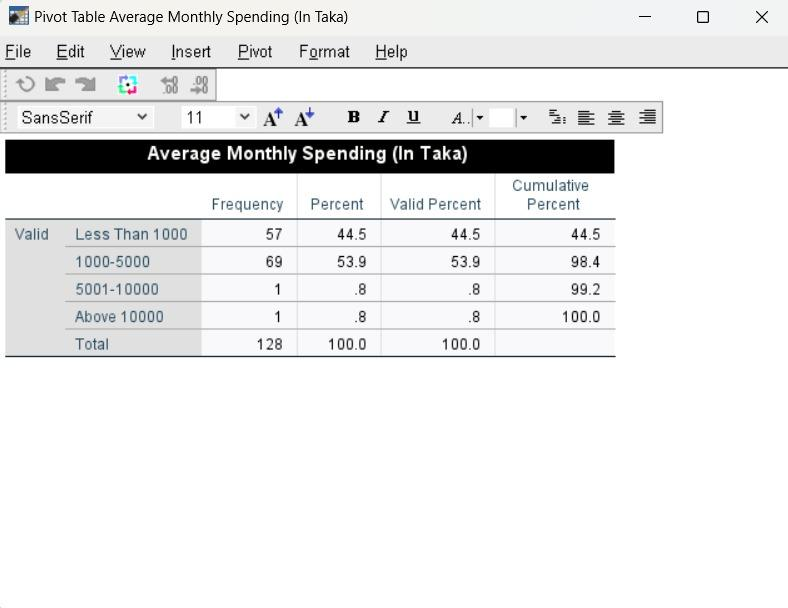 Pivot Table Average Monthly Spending (In Taka)
File Edit View Insert Pivot Format Help
SansSerif 11 A A B I U A..
Average Monthly Spending (In Taka)
Frequency Percent Valid Percent Cumulative Percent
Valid Less Than 1000 57 44.5 44.5 44.5
1000-5000 69 53.9 53.9 98.4
5001-10000 1 .8 .8 99.2
Above 10000 1 .8 .8 100.0
Total 128 100.0 100.0